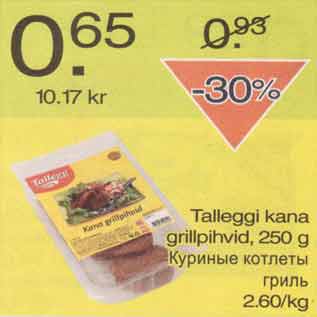 0.65
0.93
10.17 kr
-30%
Talleggi
Kana grillpihvid
Talleggi kana
grillpihvid, 250 g
Куриные котлеты
гриль
2.60/kg